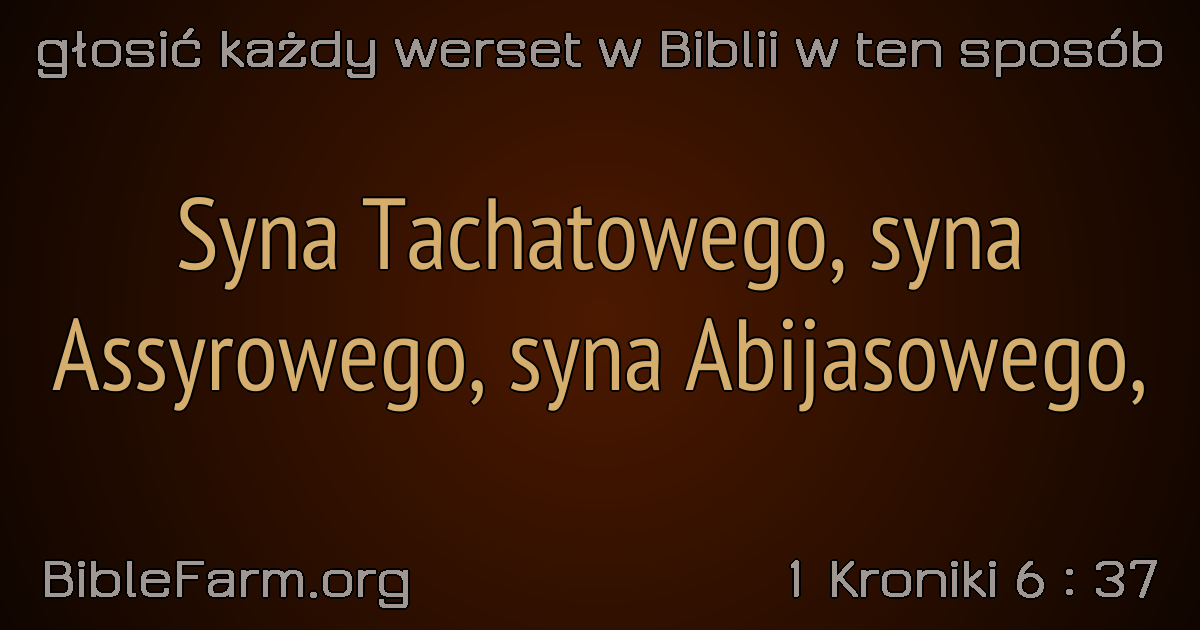 głosić każdy werset w Biblii w ten sposób
Syna Tachatowego, syna
Assyrowego, syna Abijasowego,
BibleFarm.org
1 Kroniki 6 : 37